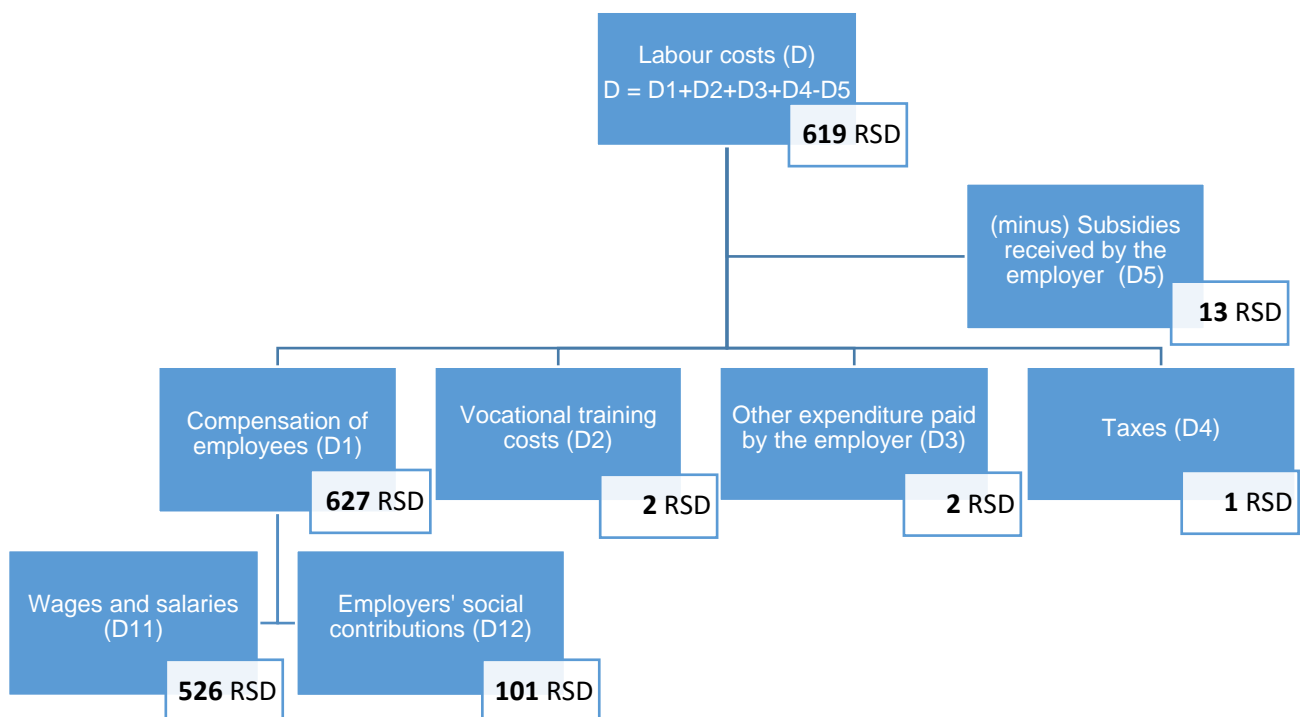 Labour costs (D)
D = D1+D2+D3+D4-D5
619 RSD
(minus) Subsidies
received by the
employer (D5)
13 RSD
Compensation of
employees (D1)
627 RSD
Vocational training
costs (D2)
2 RSD
Other expenditure paid
by the employer (D3)
2 RSD
Taxes (D4)
1 RSD
Wages and salaries
(D11)
526 RSD
Employers’ social
contributions (D12)
101 RSD